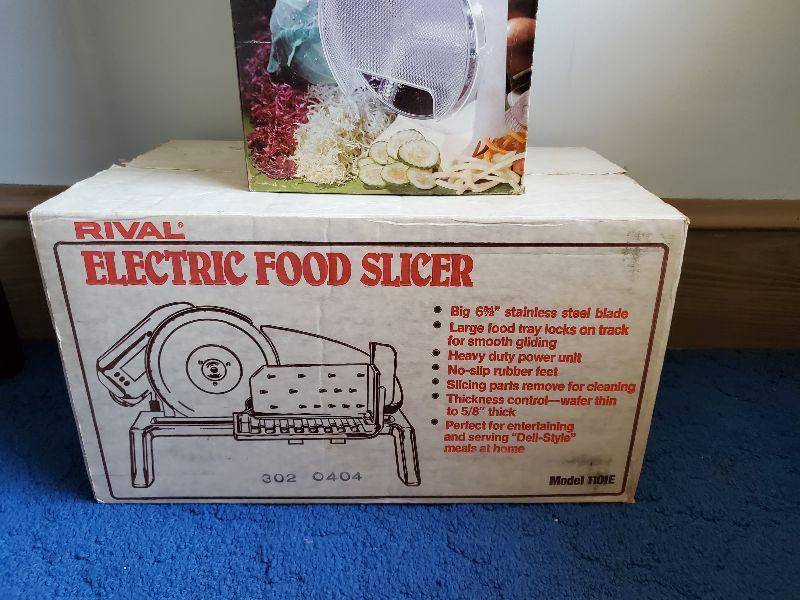 RIVAL®
ELECTRIC FOOD SLICER
• Big 6⅝" stainless steel blade
• Large food tray locks on track
for smooth gliding
• Heavy duty power unit
• No-slip rubber feet
• Slicing parts remove for cleaning
• Thickness control—wafer thin
to 5/8" thick
• Perfect for entertaining
and serving "Deli-Style"
meals at home
302 0404
Model 1101E